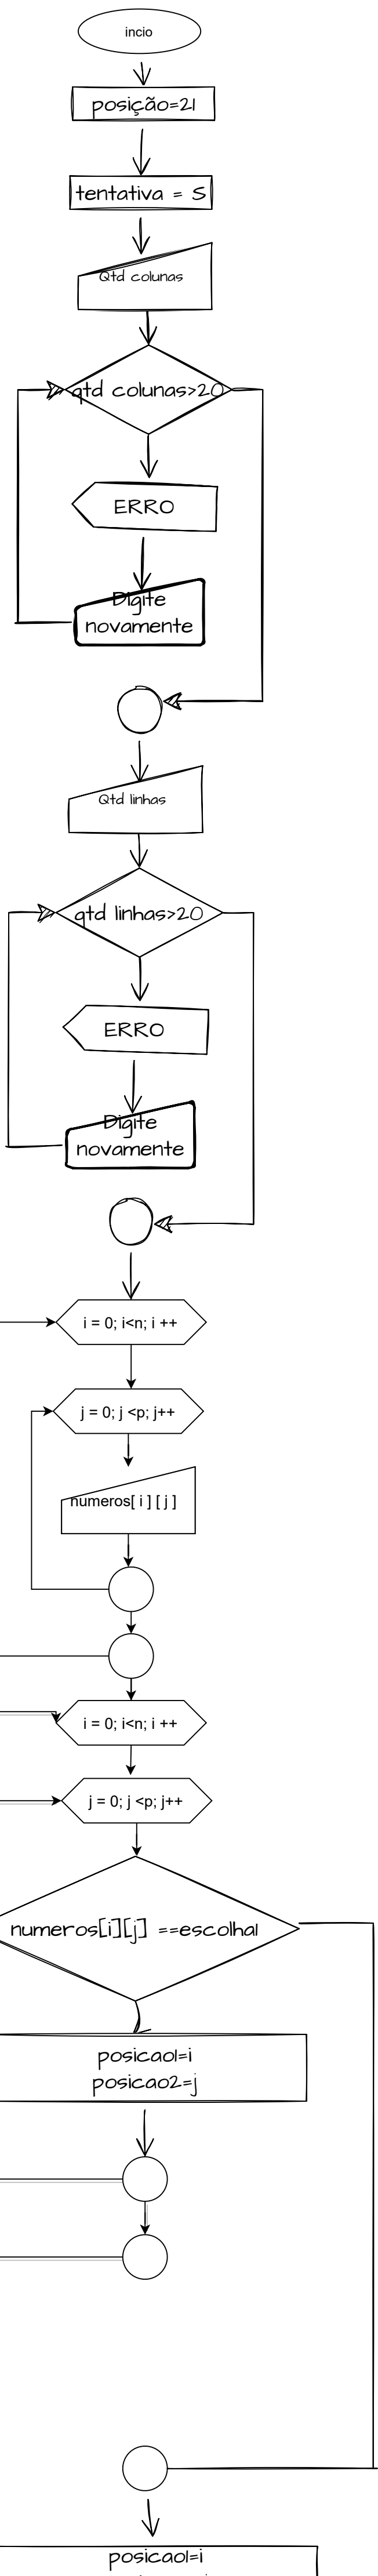 incio
posição=21
tentativa = S
Qtd colunas
qtd colunas>20
ERRO
Digite
novamente
Qtd linhas
qtd linhas>20
ERRO
Digite
novamente
i = 0; i<n; i ++
j = 0; j <p; j++
numeros[ i ] [ j ]
i = 0; i<n; i ++
j = 0; j <p; j++
numeros[i][j] ==escolha1
posicao1=i
posicao2=j
posicao1=i